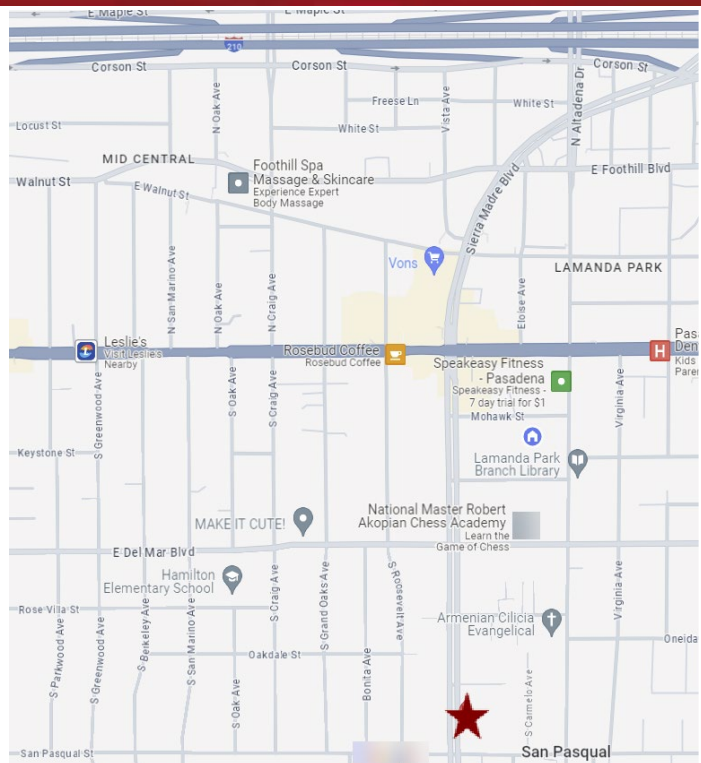 E Maple St
E Maple St
210
Corson St
Corson St
Corson St
N Oak Ave
Freese Ln
Vista Ave
White St
N Altadena Dr
Locust St
White St
MID CENTRAL
Foothill Spa
Massage & Skincare
Experience Expert
Body Massage
Walnut St
E Walnut St
E Foothill Blvd
Sierra Madre Blvd
Vons
LAMANDA PARK
N San Marino Ave
N Oak Ave
N Craig Ave
Eloise Ave
Leslie's
Visit Leslie's
Nearby
Rosebud Coffee
Rosebud Coffee
H
Pasa
Den
Kids
Paren
Speakeasy Fitness
- Pasadena
Speakeasy Fitness -
7 day trial for $1
Mohawk St
S Greenwood Ave
S Oak Ave
S Craig Ave
Virginia Ave
Keystone St
Lamanda Park
Branch Library
MAKE IT CUTE!
National Master Robert
Akopian Chess Academy
Learn the
Game of Chess
E Del Mar Blvd
Hamilton
Elementary School
S Craig Ave
S Grand Oaks Ave
S Roosevelt Ave
Virginia Ave
Rose Villa St
Armenian Cilicia
Evangelical
Oneida
S Parkwood Ave
S Greenwood Ave
S Berkeley Ave
S San Marino Ave
Oakdale St
S Oak Ave
Bonita Ave
S Carmelo Ave
San Pasqual St
San Pasqual